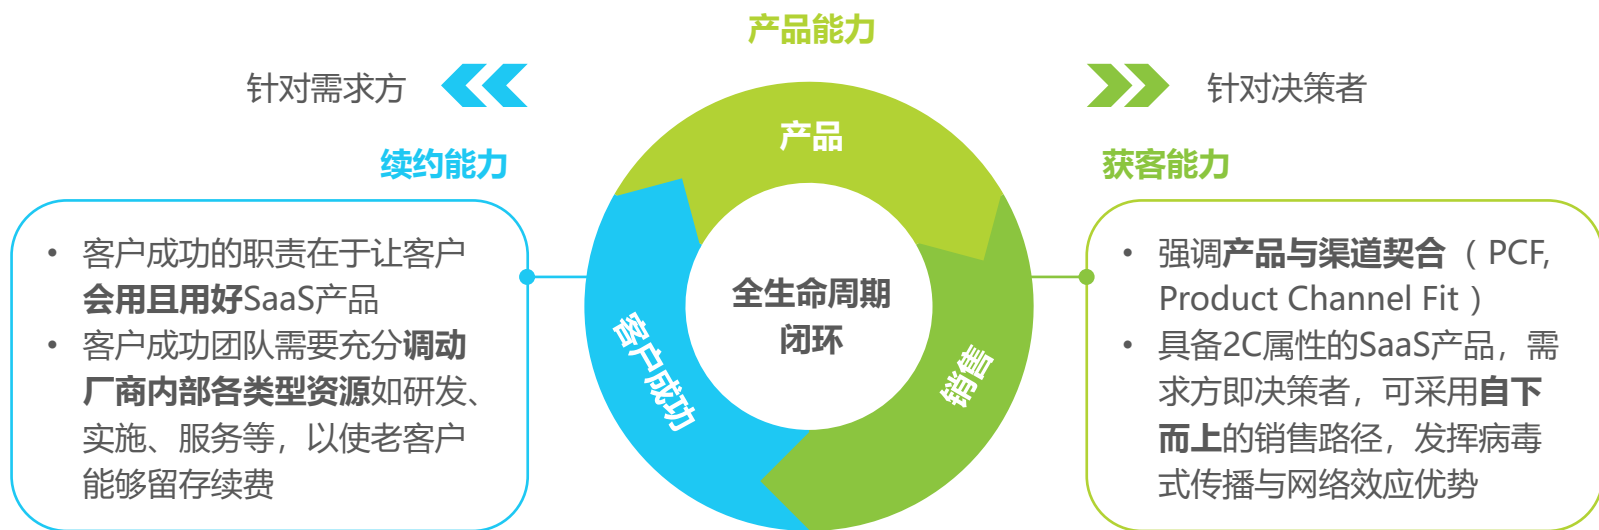 产品能力
针对需求方
针对决策者
续约能力
获客能力
产品
销售
客户成功
全生命周期
闭环
• 客户成功的职责在于让客户
会用且用好SaaS产品
• 客户成功团队需要充分调动
厂商内部各类型资源如研发、
实施、服务等，以使老客户
能够留存续费
• 强调产品与渠道契合（ PCF,
Product Channel Fit ）
• 具备2C属性的SaaS产品，需
求方即决策者，可采用自下
而上的销售路径，发挥病毒
式传播与网络效应优势